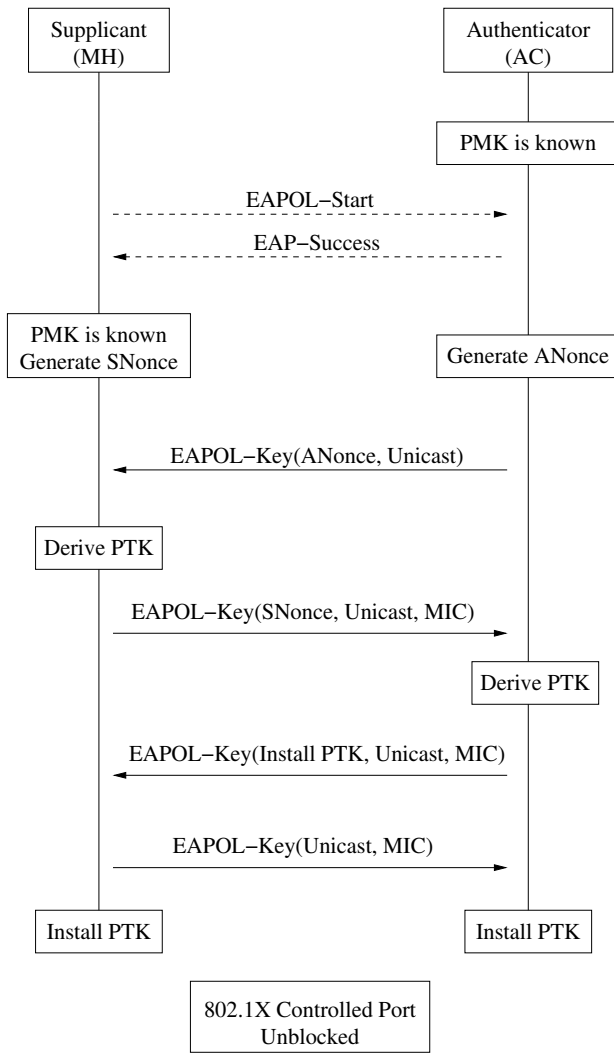 Supplicant
(MH)
Authenticator
(AC)
PMK is known
EAPOL−Start
EAP−Success
PMK is known
Generate SNonce
Generate ANonce
EAPOL−Key(ANonce, Unicast)
Derive PTK
EAPOL−Key(SNonce, Unicast, MIC)
Derive PTK
EAPOL−Key(Install PTK, Unicast, MIC)
EAPOL−Key(Unicast, MIC)
Install PTK
Install PTK
802.1X Controlled Port
Unblocked